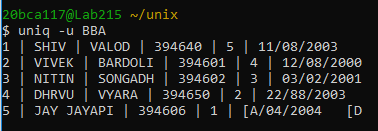 20bca117@Lab215 ~/unix
$ uniq -u BBA
1 | SHIV | VALOD | 394640 | 5 | 11/08/2003
2 | VIVEK | BARDOLI | 394601 | 4 | 12/08/2000
3 | NITIN | SONGADH | 394602 | 3 | 03/02/2001
4 | DHRVU | VYARA | 394650 | 2 | 22/88/2003
5 | JAY JAYAPI | 394606 | 1 | [A/04/2004 [D